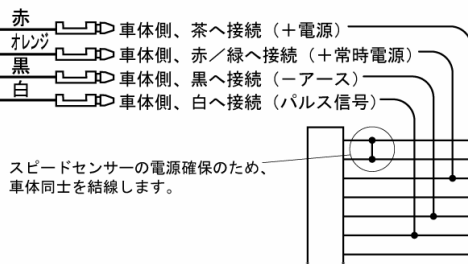 赤
車体側、茶へ接続（＋電源）
オレンジ
車体側、赤／緑へ接続（＋常時電源）
黒
車体側、黒へ接続（－アース）
白
車体側、白へ接続（パルス信号）
スピードセンサーの電源確保のため、
車体同士を結線します。